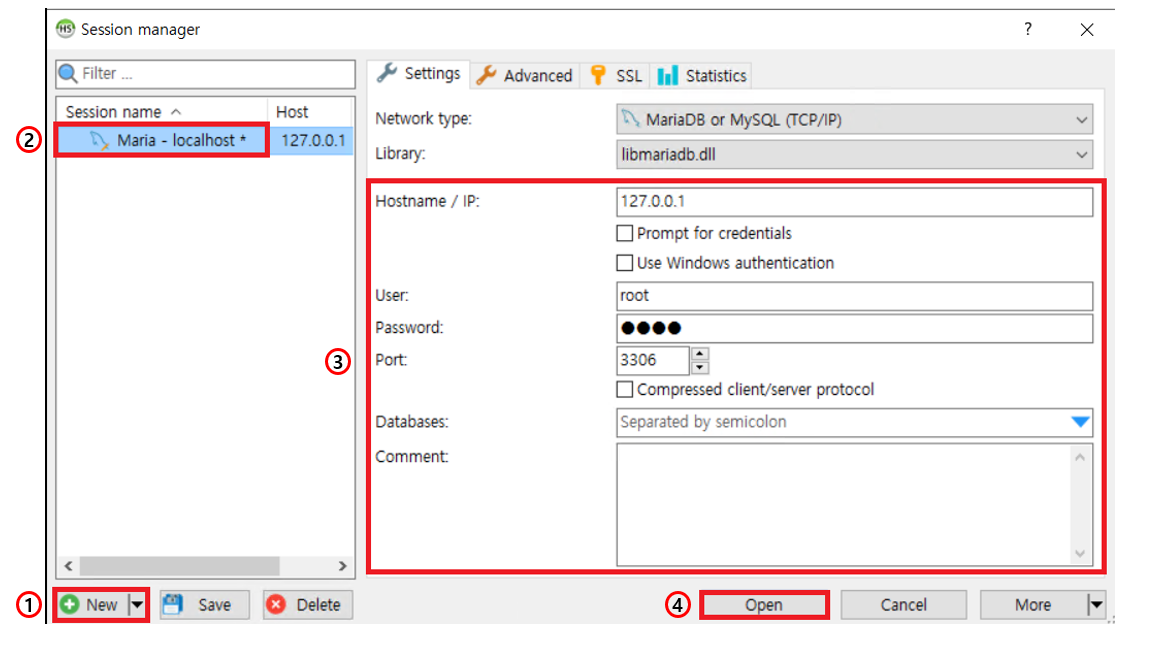 HS Session manager ? ×
Filter ...
Settings Advanced SSL Statistics
Session name Host
② Maria - localhost * 127.0.0.1
Network type: MariaDB or MySQL (TCP/IP)
Library: libmariadb.dll
Hostname / IP: 127.0.0.1
Prompt for credentials
Use Windows authentication
User: root
Password: ●●●●
③
Port: 3306
Compressed client/server protocol
Databases: Separated by semicolon
Comment:
① New Save Delete ④ Open Cancel More